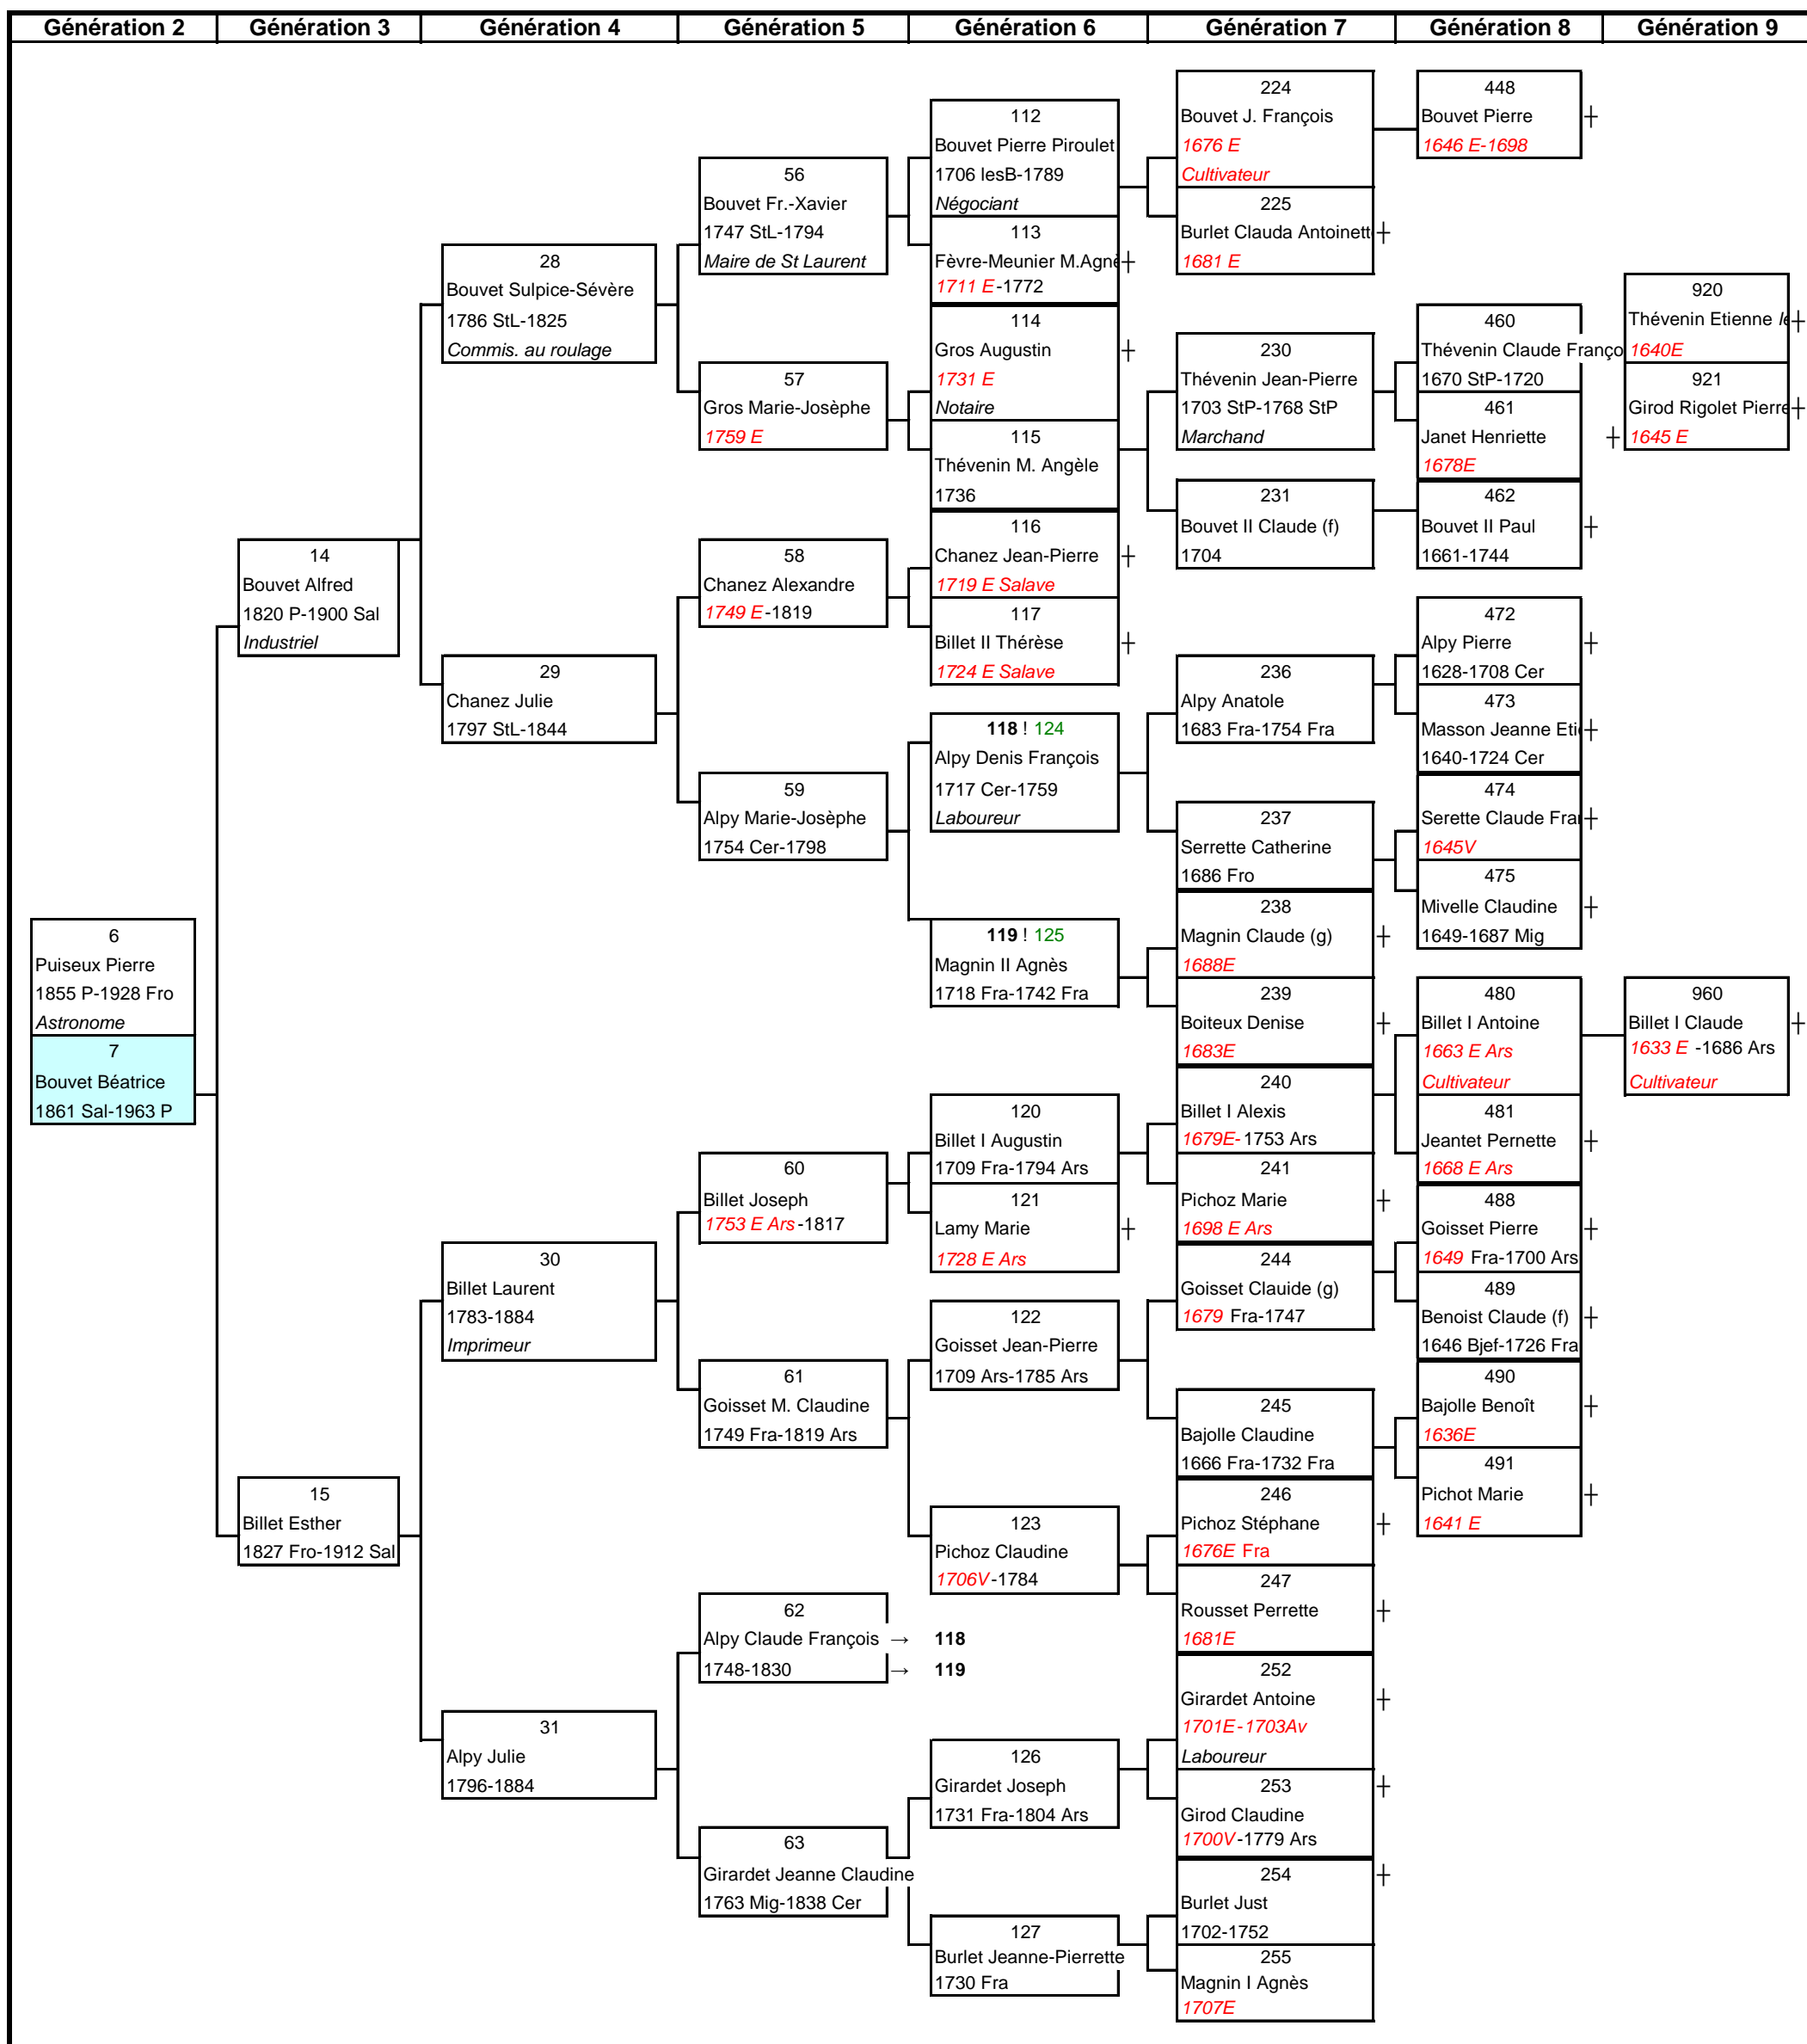 Génération 2 Génération 3 Génération 4 Génération 5 Génération 6 Génération 7 Génération 8 Génération 9
6
Puiseux Pierre
1855 P-1928 Fro
Astronome
7
Bouvet Béatrice
1861 Sal-1963 P
14
Bouvet Alfred
1820 P-1900 Sal
Industriel
15
Billet Esther
1827 Fro-1912 Sal
28
Bouvet Sulpice-Sévère
1786 StL-1825
Commis. au roulage
29
Chanez Julie
1797 StL-1844
30
Billet Laurent
1783-1884
Imprimeur
31
Alpy Julie
1796-1884
56
Bouvet Fr.-Xavier
1747 StL-1794
Maire de St Laurent
57
Gros Marie-Josèphe
1759 E
58
Chanez Alexandre
1749 E -1819
59
Alpy Marie-Josèphe
1754 Cer-1798
60
Billet Joseph
1753 E Ars -1817
61
Goisset M. Claudine
1749 Fra-1819 Ars
62
Alpy Claude François → 118
1748-1830 → 119
63
Girardet Jeanne Claudine
1763 Mig-1838 Cer
112
Bouvet Pierre Piroulet
1706 lesB-1789
Négociant
113
Fèvre-Meunier M.Agnè
1711 E -1772
114
Gros Augustin
1731 E
Notaire
115
Thévenin M. Angèle
1736
116
Chanez Jean-Pierre
1719 E Salave
117
Billet II Thérèse
1724 E Salave
118 ! 124
Alpy Denis François
1717 Cer-1759
Laboureur
119 ! 125
Magnin II Agnès
1718 Fra-1742 Fra
120
Billet I Augustin
1709 Fra-1794 Ars
121
Lamy Marie
1728 E Ars
122
Goisset Jean-Pierre
1709 Ars-1785 Ars
123
Pichoz Claudine
1706V -1784
126
Girardet Joseph
1731 Fra-1804 Ars
127
Burlet Jeanne-Pierrette
1730 Fra
224
Bouvet J. François
1676 E
Cultivateur
225
Burlet Clauda Antoinett
1681 E
230
Thévenin Jean-Pierre
1703 StP-1768 StP
Marchand
231
Bouvet II Claude (f)
1704
236
Alpy Anatole
1683 Fra-1754 Fra
237
Serrette Catherine
1686 Fro
238
Magnin Claude (g)
1688E
239
Boiteux Denise
1683E
240
Billet I Alexis
1679E- 1753 Ars
241
Pichoz Marie
1698 E Ars
244
Goisset Clauide (g)
1679 Fra-1747
245
Bajolle Claudine
1666 Fra-1732 Fra
246
Pichoz Stéphane
1676E Fra
247
Rousset Perrette
1681E
252
Girardet Antoine
1701E - 1703Av
Laboureur
253
Girod Claudine
1700V -1779 Ars
254
Burlet Just
1702-1752
255
Magnin I Agnès
1707E
448
Bouvet Pierre
1646 E-1698
460
Thévenin Claude Franço
1670 StP-1720
461
Janet Henriette
1678E
462
Bouvet II Paul
1661-1744
472
Alpy Pierre
1628-1708 Cer
473
Masson Jeanne Eti
1640-1724 Cer
474
Serette Claude Fra
1645V
475
Mivelle Claudine
1649-1687 Mig
480
Billet I Antoine
1663 E Ars
Cultivateur
481
Jeantet Pernette
1668 E Ars
488
Goisset Pierre
1649 Fra-1700 Ars
489
Benoist Claude (f)
1646 Bjef-1726 Fra
490
Bajolle Benoît
1636E
491
Pichot Marie
1641 E
920
Thévenin Etienne
1640E
921
Girod Rigolet Pierre
1645 E
960
Billet I Claude
1633 E -1686 Ars
Cultivateur